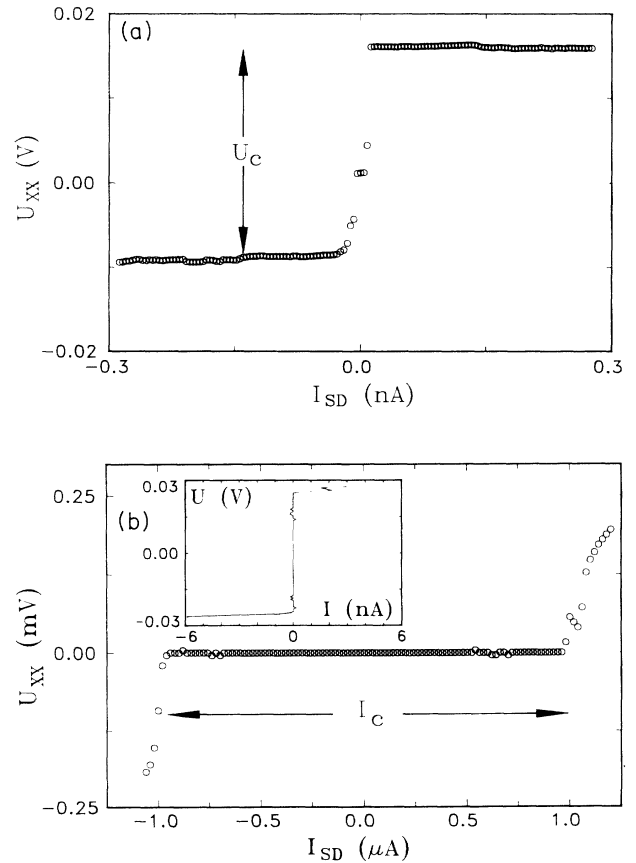 (a)
0.02
0.00
−0.02
U_XX (V)
U_c
−0.3
0.0
0.3
I_SD (nA)
(b)
0.25
0.00
−0.25
U_XX (mV)
U (V)
0.03
0.00
−0.03
I (nA)
−6
0
6
I_c
−1.0
−0.5
0.0
0.5
1.0
I_SD (μA)